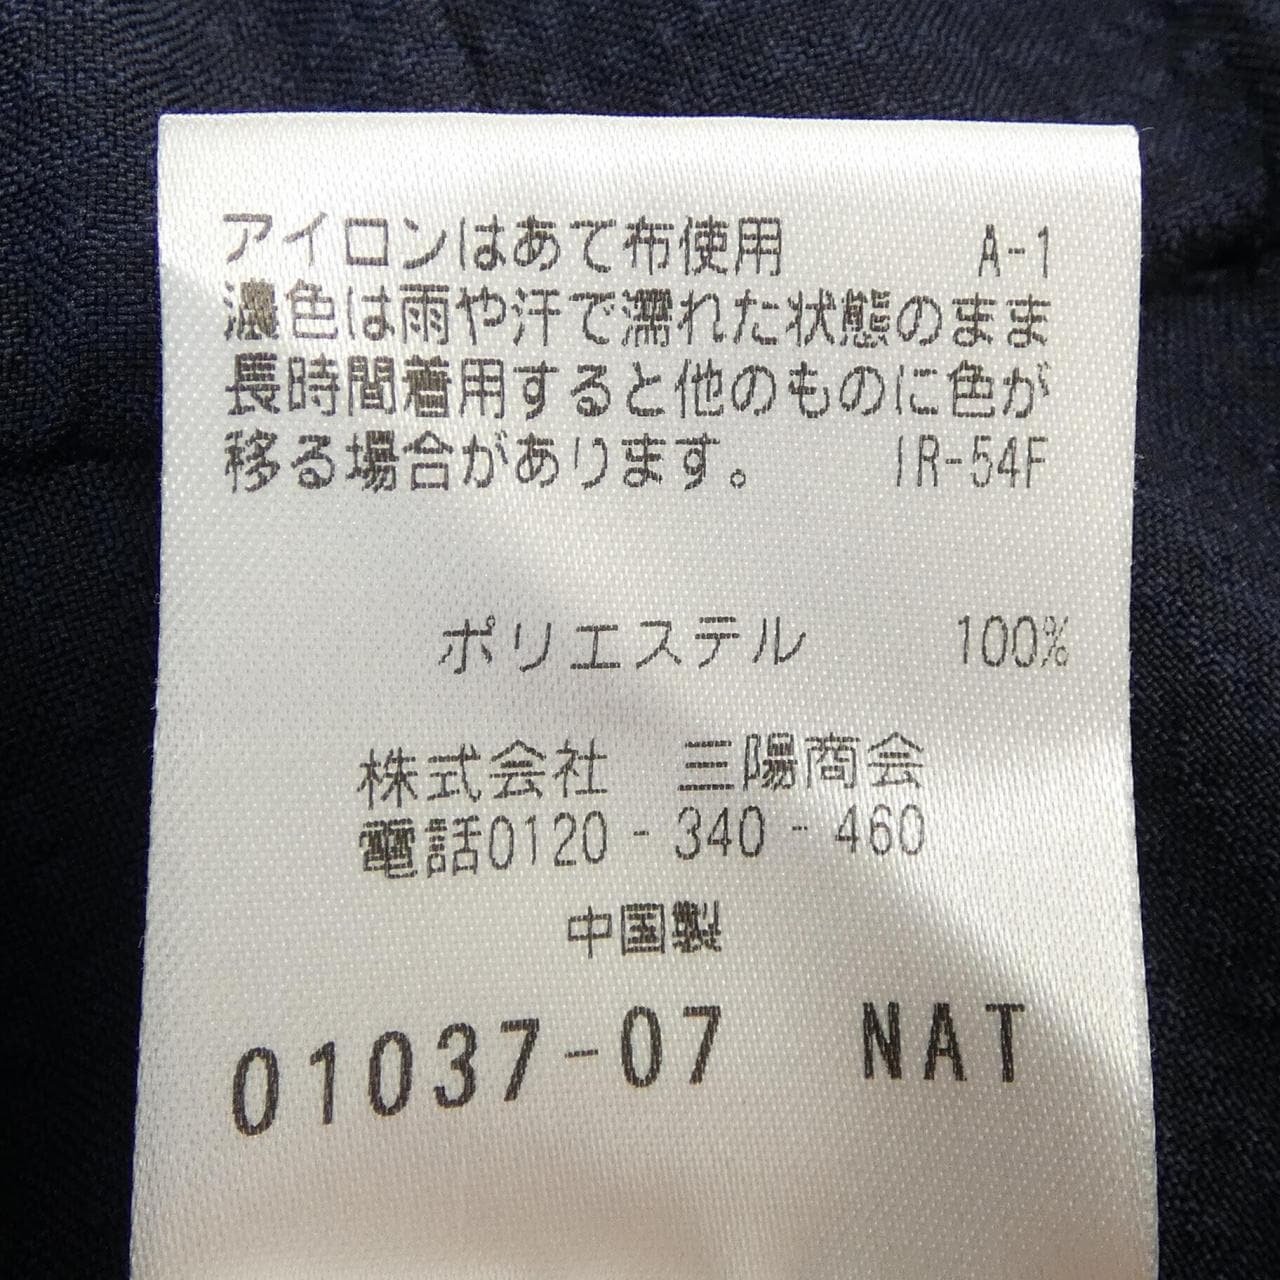 アイロンはあて布使用 A-1
濃色は雨や汗で濡れた状態のまま
長時間着用すると他のものに色が
移る場合があります。 IR-54F
ポリエステル 100%
株式会社 三陽商会
電話0120-340-460
中国製
01037-07 NAT